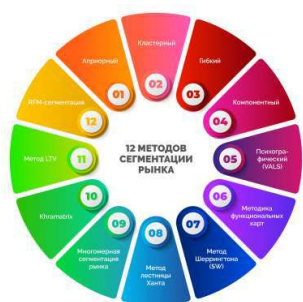 Априорный
01
Кластерный
02
Гибкий
03
Компонентный
04
Психогра-
фический
(VALS)
05
Методика
функциональных
карт
06
Метод
Шеррингтона
(5W)
07
Метод
лестницы
Ханта
08
Многомерная
сегментация
рынка
09
Khramatrix
10
Метод LTV
11
RFM-сегментация
12
12 МЕТОДОВ
СЕГМЕНТАЦИИ
РЫНКА